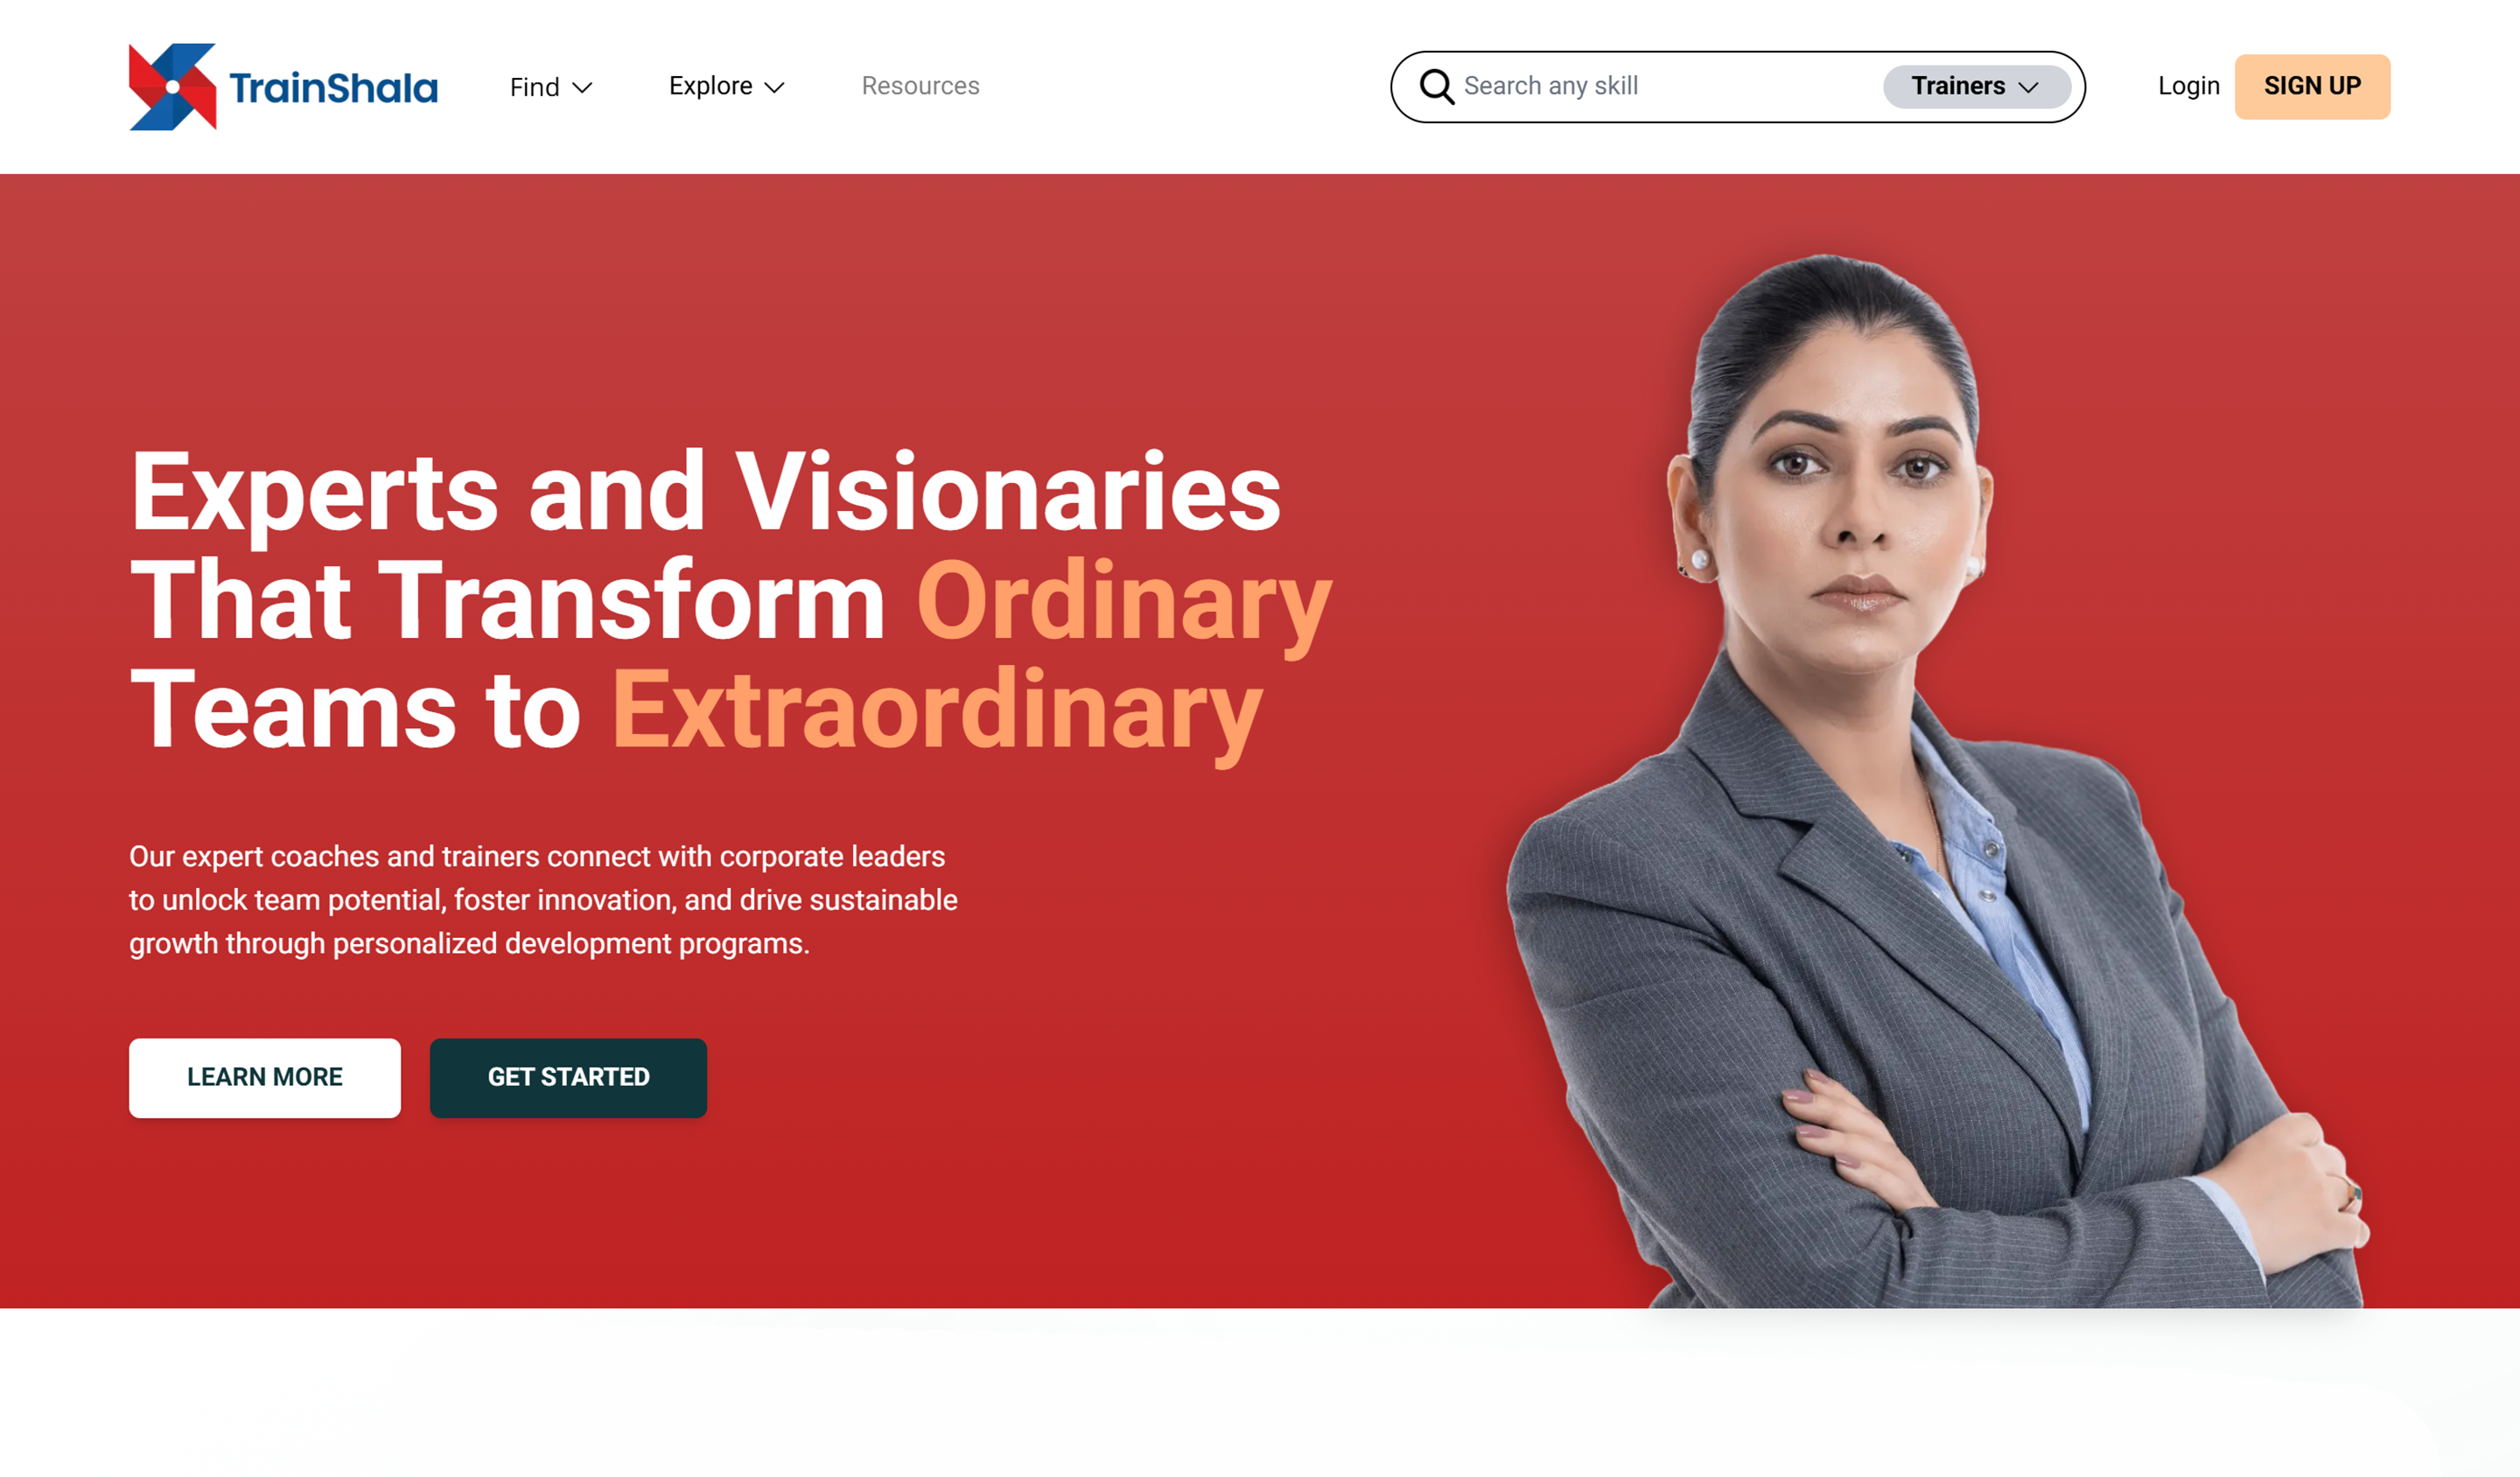 TrainShala
Find
Explore
Resources
Search any skill
Trainers
Login
SIGN UP
Experts and Visionaries
That Transform Ordinary
Teams to Extraordinary
Our expert coaches and trainers connect with corporate leaders
to unlock team potential, foster innovation, and drive sustainable
growth through personalized development programs.
LEARN MORE
GET STARTED